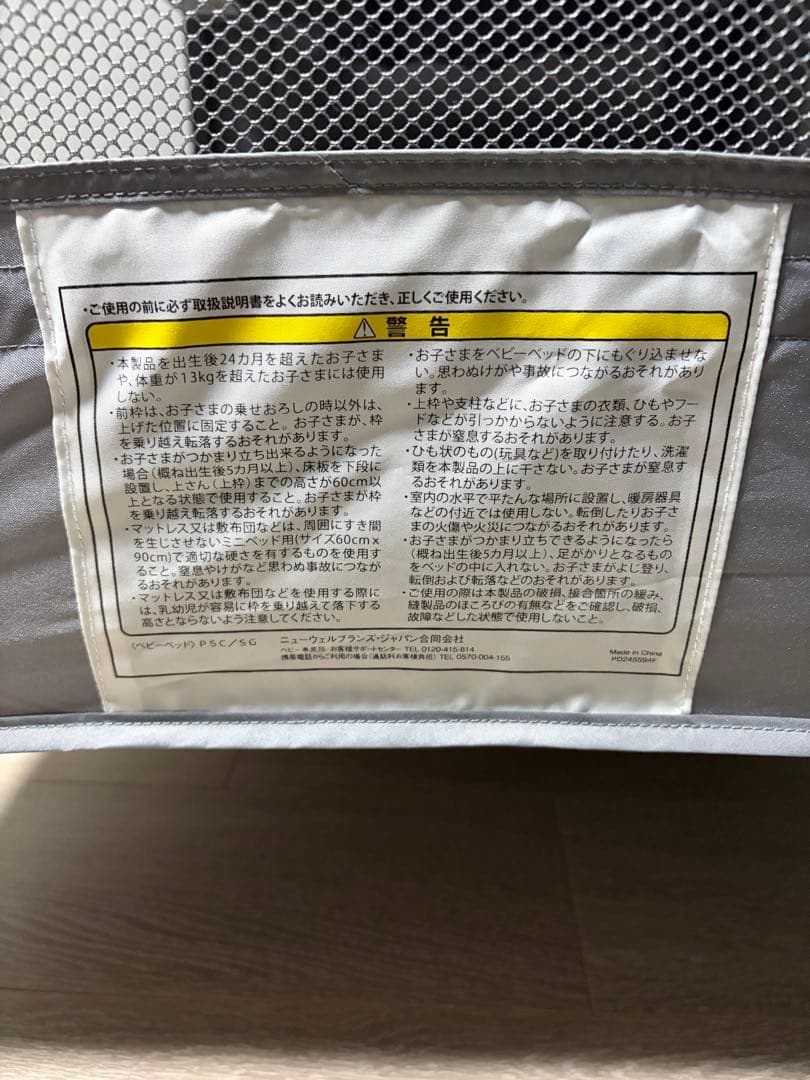 ・ご使用の前に必ず取扱説明書をよくお読みいただき、正しくご使用ください。
警告
・本製品を出生後24カ月を超えたお子さま
や、体重が13kgを超えたお子さまには使用
しない。
・前枠は、お子さまの乗せおろしの時以外は、
上げた位置に固定すること。お子さまが、枠
を乗り越え転落するおそれがあります。
・お子さまがつかまり立ち出来るようになった
場合(概ね出生後5カ月以上)、床板を下段に
設置し、上さん(上枠)までの高さが60cm以
上となる状態で使用すること。お子さまが枠
を乗り越え転落するおそれがあります。
・マットレス又は敷布団などは、周囲にすき間
を生じさせないミニベッド用(サイズ60cm×
90cm)で適切な硬さを有するものを使用す
ること。窒息やけがなど思わぬ事故につなが
るおそれがあります。
・マットレス又は敷布団などを使用する際に
は、乳幼児が容易に枠を乗り越えて落下する
高さとならないよう注意してください。
・お子さまをベビーベッドの下にもぐり込ませな
い。思わぬけがや事故につながるおそれがあり
ます。
・上枠や支柱などに、お子さまの衣類、ひもやフー
ドなどが引っかからないように注意する。お子
さまが窒息するおそれがあります。
・ひも状のもの(玩具など)を取り付けたり、洗濯
類を本製品の上に干さない。お子さまが窒息す
るおそれがあります。
・室内の水平で平たんな場所に設置し、暖房器具
などの付近では使用しない。転倒したりお子さ
まの火傷や火災につながるおそれがあります。
・お子さまがつかまり立ちできるようになったら
(概ね出生後5カ月以上)、足がかりとなるもの
をベッドの中に入れない。お子さまがよじ登り、
転倒および転落などのおそれがあります。
・ご使用の際は本製品の破損、接合箇所の緩み、
縫製品のほころびの有無などをご確認し、破損、
故障などした状態で使用しないこと。
〈ベビーベッド〉PSC/SG
ニューウェルブランズ・ジャパン合同会社
ベビー事業部 お客様サポートセンター TEL 0120-415-814
携帯電話からご利用の場合(通話料お客様負担) TEL 0570-004-155
Made in China
PD245594F